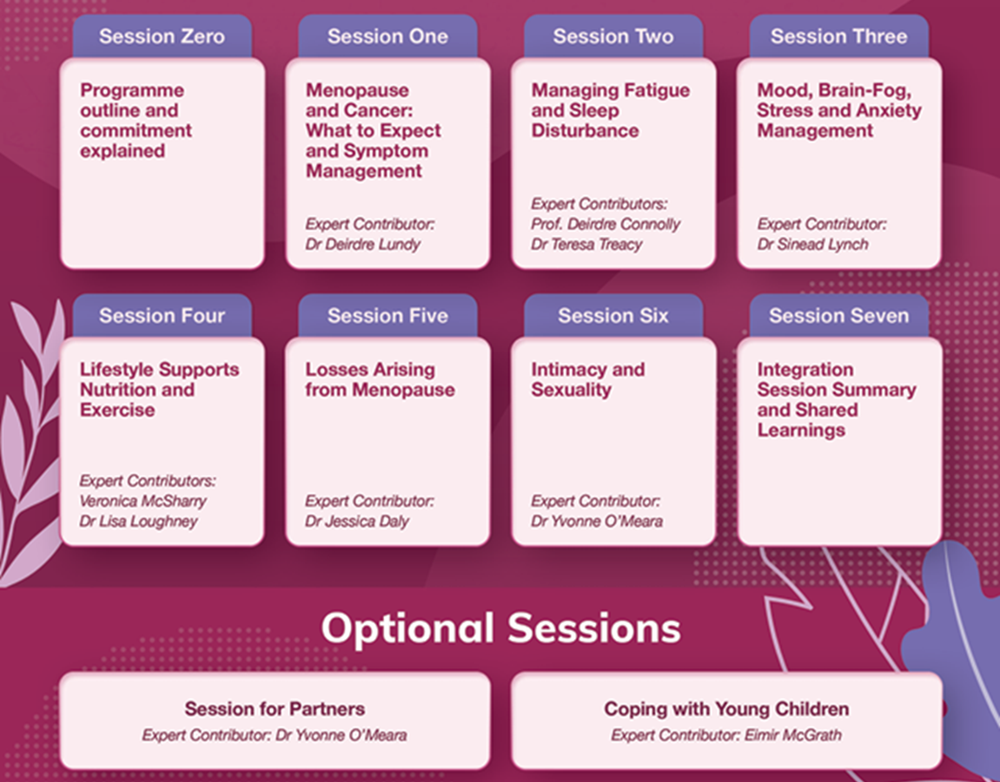 Session Zero
Programme
outline and
commitment
explained
Session One
Menopause
and Cancer:
What to Expect
and Symptom
Management
Expert Contributor:
Dr Deirdre Lundy
Session Two
Managing Fatigue
and Sleep
Disturbance
Expert Contributors:
Prof. Deirdre Connolly
Dr Teresa Treacy
Session Three
Mood, Brain-Fog,
Stress and Anxiety
Management
Expert Contributor:
Dr Sinead Lynch
Session Four
Lifestyle Supports
Nutrition and
Exercise
Expert Contributors:
Veronica McSharry
Dr Lisa Loughney
Session Five
Losses Arising
from Menopause
Expert Contributor:
Dr Jessica Daly
Session Six
Intimacy and
Sexuality
Expert Contributor:
Dr Yvonne O’Meara
Session Seven
Integration
Session Summary
and Shared
Learnings
Optional Sessions
Session for Partners
Expert Contributor: Dr Yvonne O’Meara
Coping with Young Children
Expert Contributor: Eimir McGrath